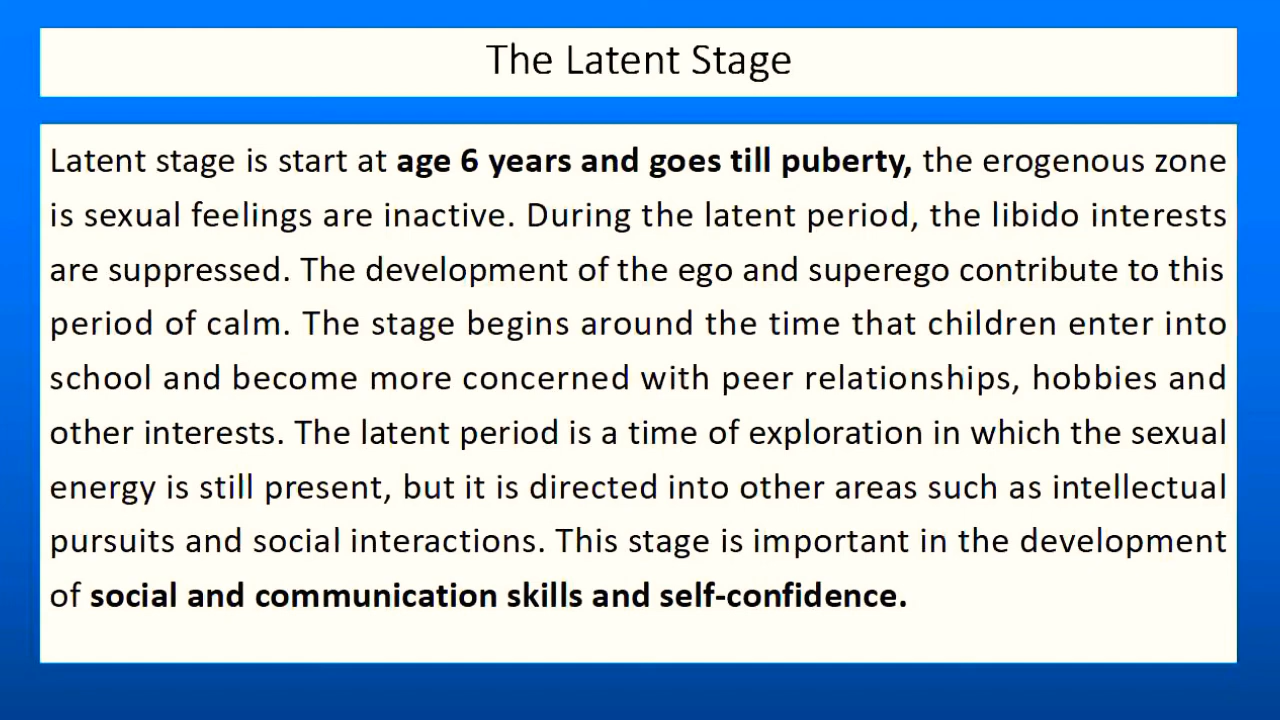 The Latent Stage
Latent stage is start at age 6 years and goes till puberty, the erogenous zone
is sexual feelings are inactive. During the latent period, the libido interests
are suppressed. The development of the ego and superego contribute to this
period of calm. The stage begins around the time that children enter into
school and become more concerned with peer relationships, hobbies and
other interests. The latent period is a time of exploration in which the sexual
energy is still present, but it is directed into other areas such as intellectual
pursuits and social interactions. This stage is important in the development
of social and communication skills and self-confidence.